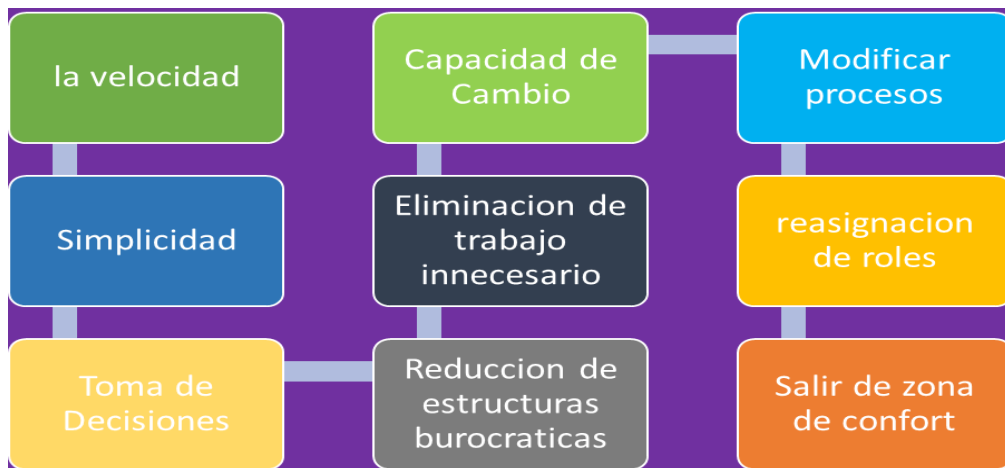 la velocidad
Simplicidad
Toma de
Decisiones
Reduccion de
estructuras
burocraticas
Eliminacion de
trabajo
innecesario
Capacidad de
Cambio
Modificar
procesos
reasignacion
de roles
Salir de zona
de confort